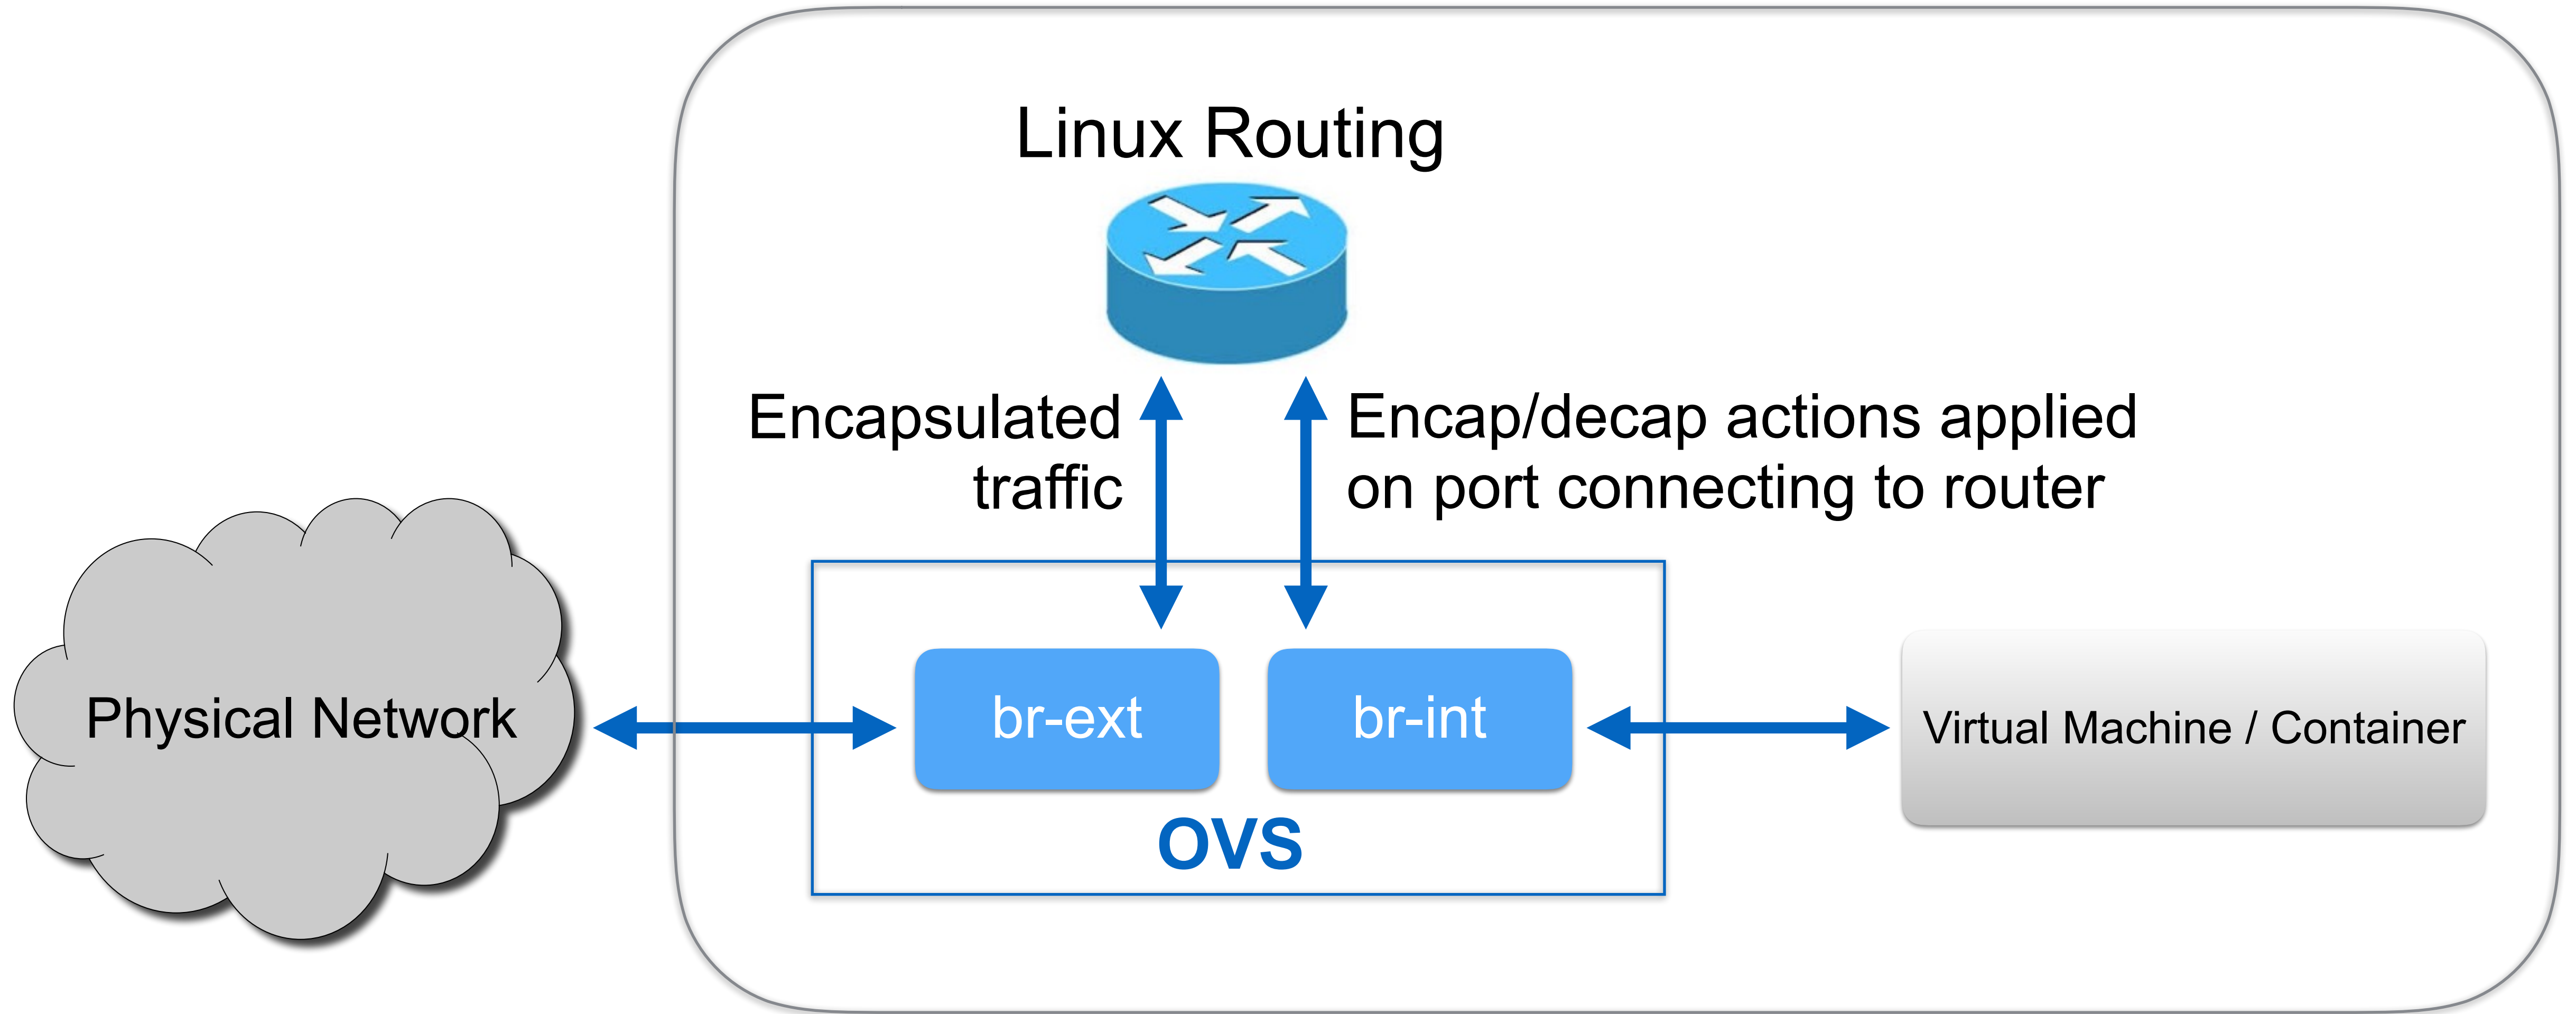 Linux Routing
Encapsulated
traffic
Encap/decap actions applied
on port connecting to router
Physical Network
br-ext
br-int
Virtual Machine / Container
OVS